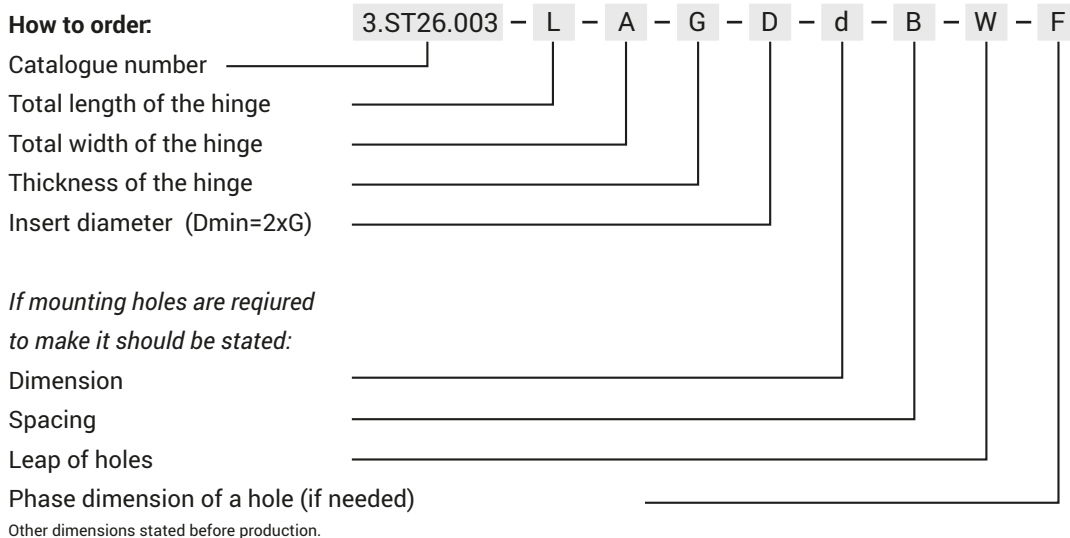 How to order: 3.ST26.003 – L – A – G – D – d – B – W – F
Catalogue number
Total length of the hinge
Total width of the hinge
Thickness of the hinge
Insert diameter (Dmin=2xG)
If mounting holes are reqiured
to make it should be stated:
Dimension
Spacing
Leap of holes
Phase dimension of a hole (if needed)
Other dimensions stated before production.